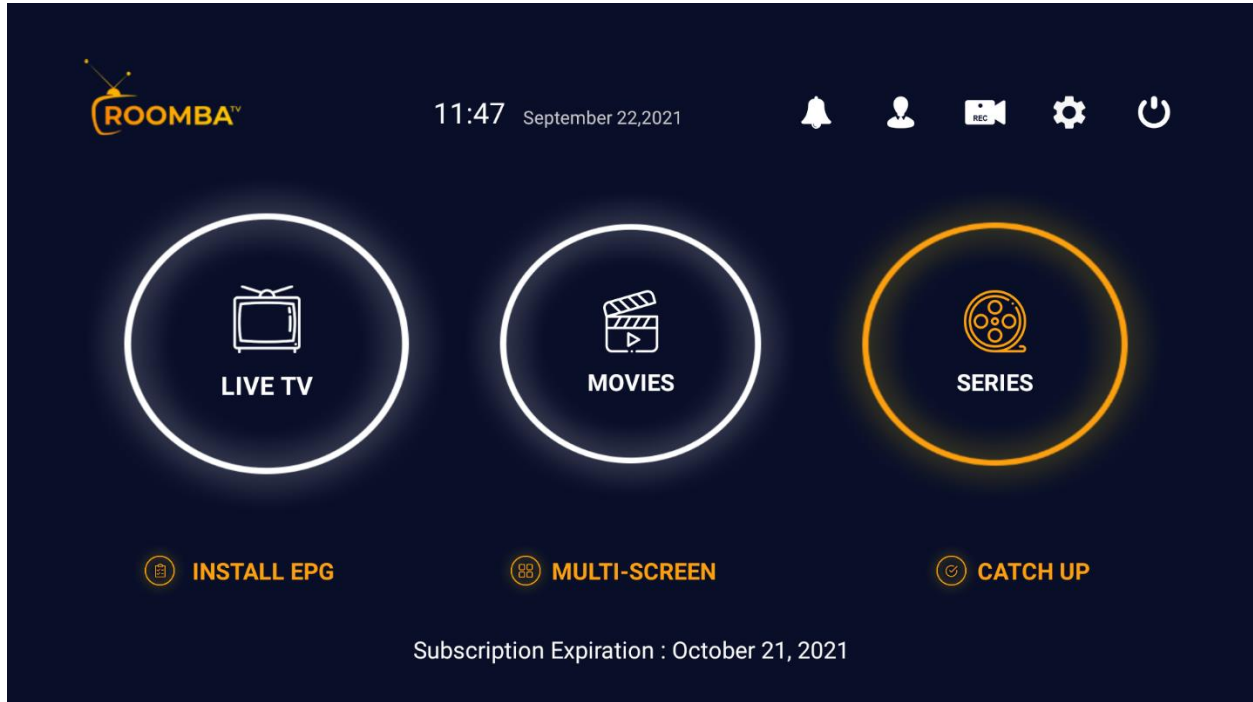 ROOMBA TV
11:47 September 22,2021
REC
LIVE TV
MOVIES
SERIES
INSTALL EPG
MULTI-SCREEN
CATCH UP
Subscription Expiration : October 21, 2021